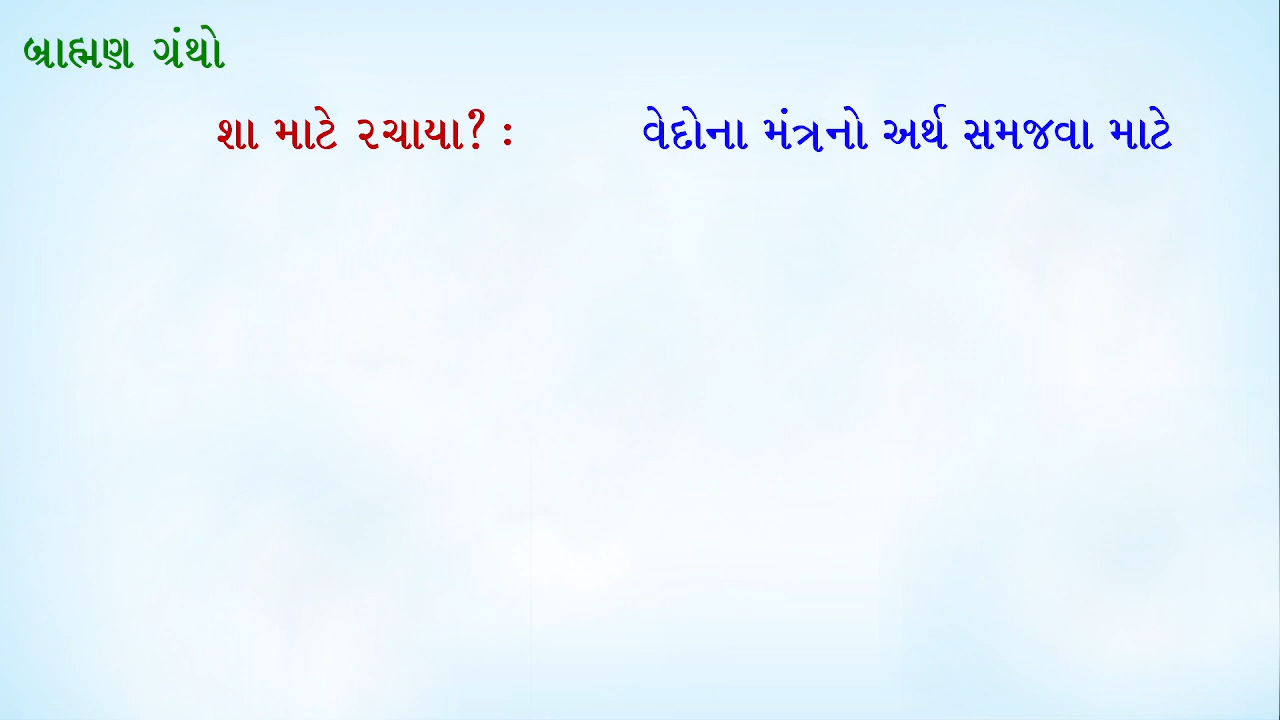 બ્રાહ્મણ ગ્રંથો
શા માટે રચાયા? : વેદોના મંત્રનો અર્થ સમજવા માટે